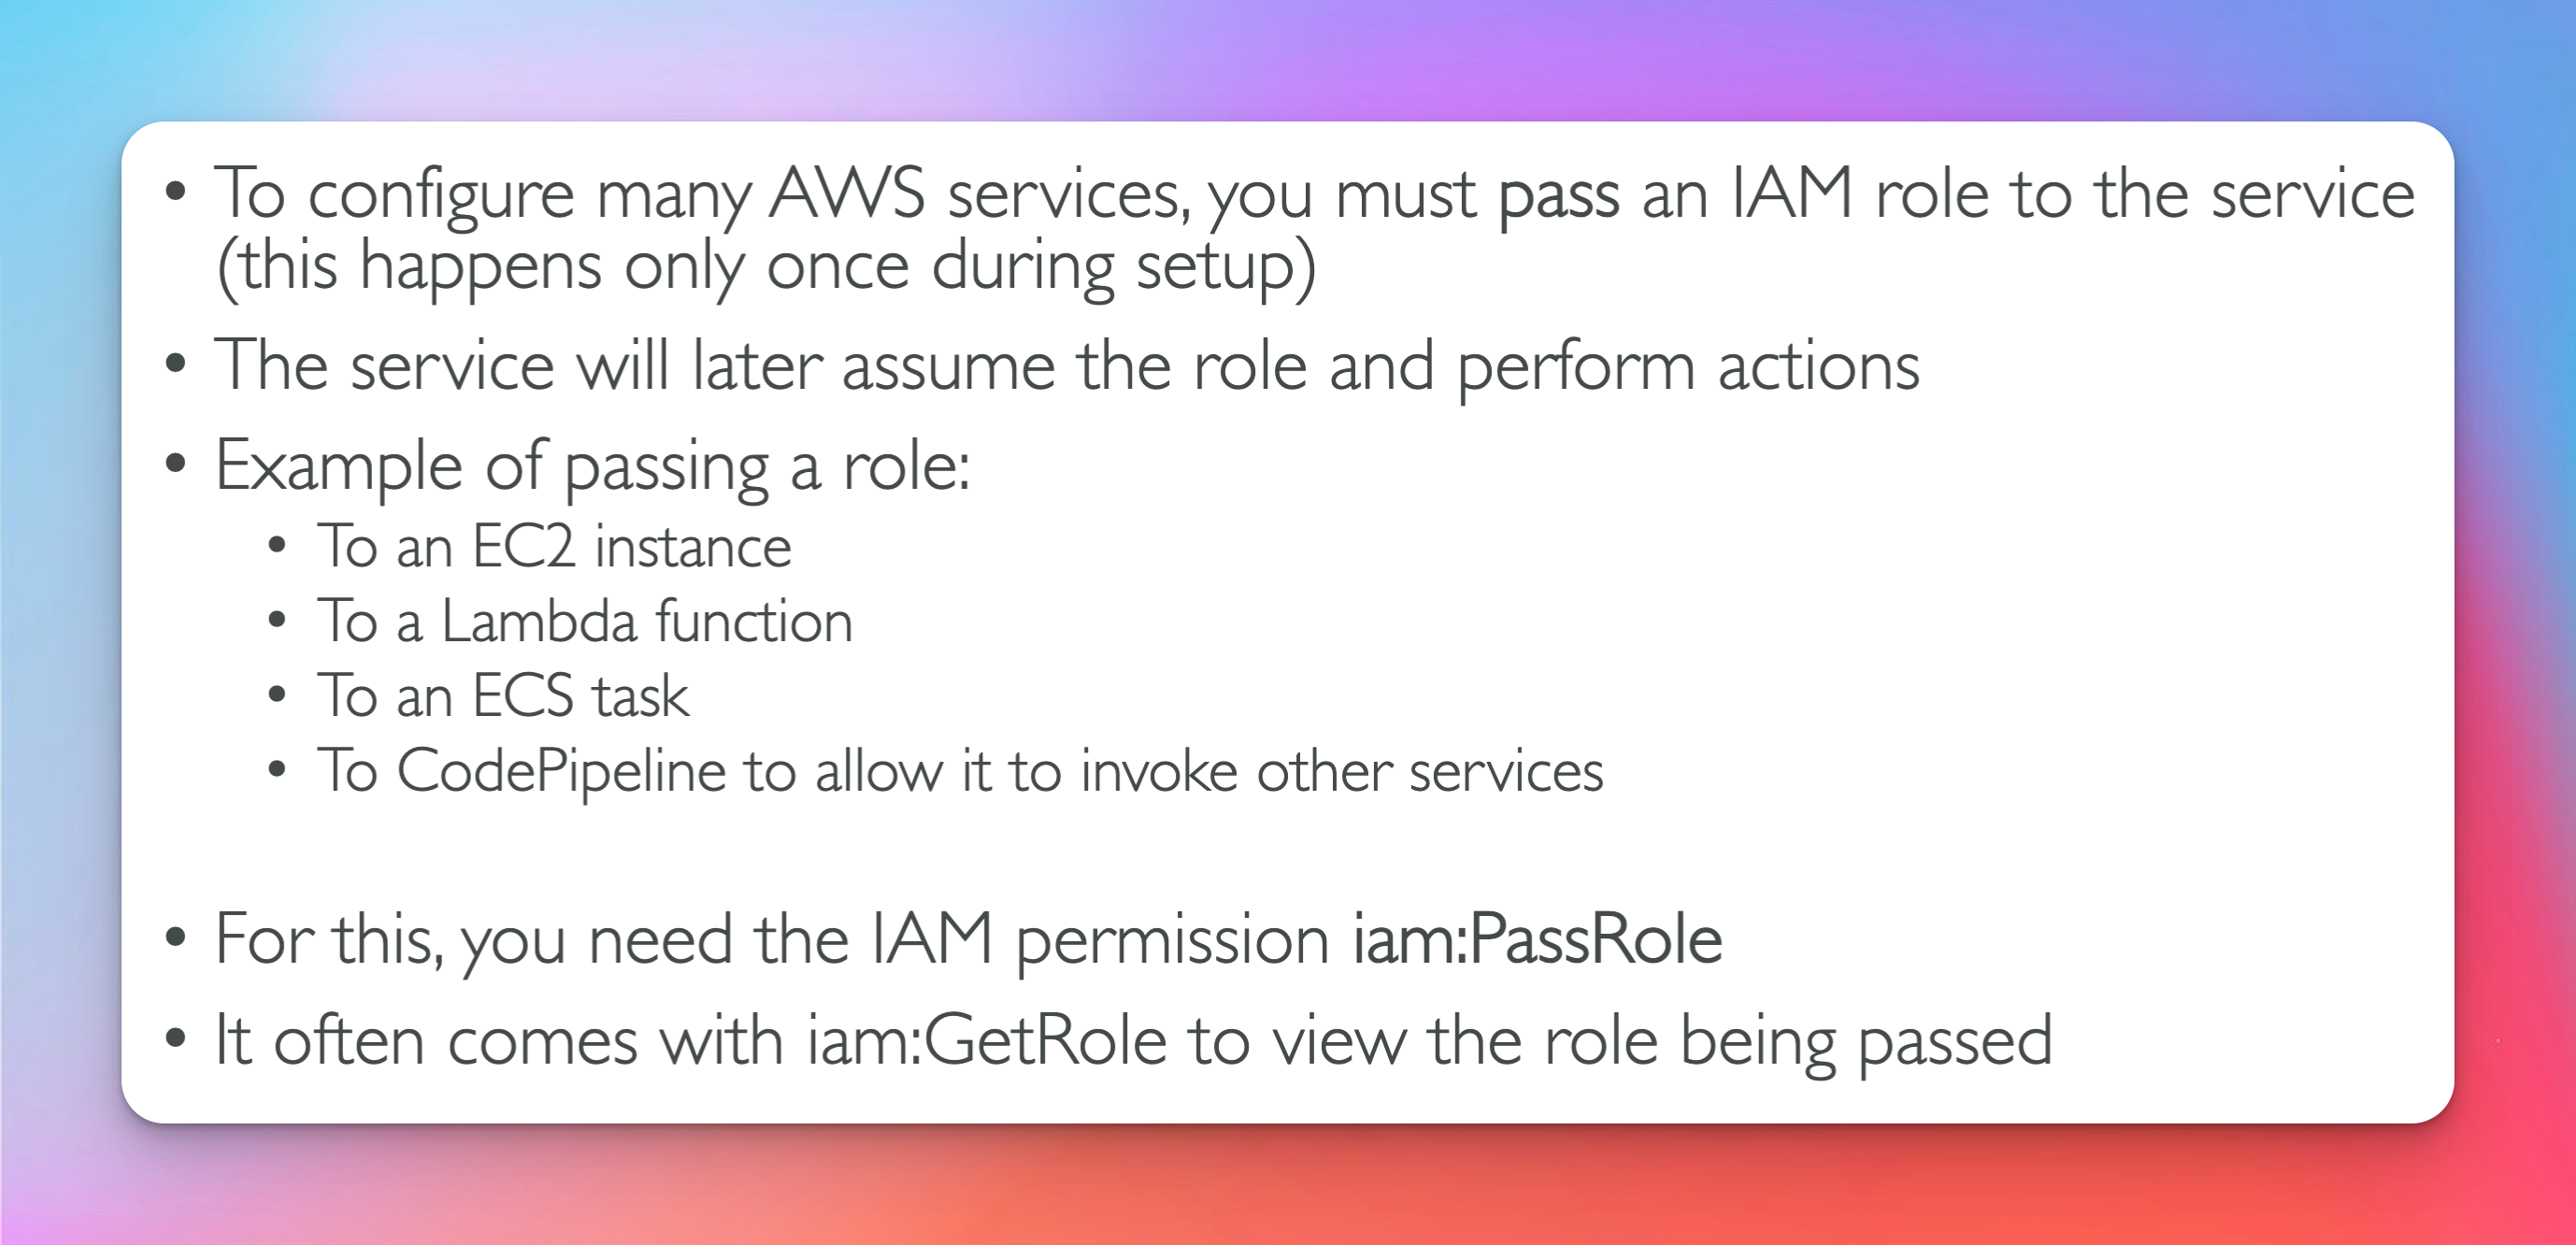 • To configure many AWS services, you must pass an IAM role to the service
(this happens only once during setup)
• The service will later assume the role and perform actions
• Example of passing a role:
• To an EC2 instance
• To a Lambda function
• To an ECS task
• To CodePipeline to allow it to invoke other services
• For this, you need the IAM permission iam:PassRole
• It often comes with iam:GetRole to view the role being passed